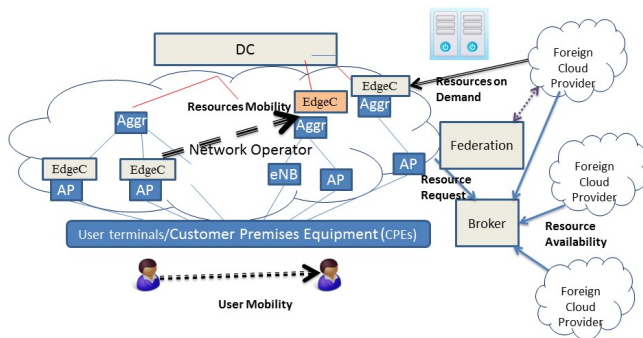 DC
Foreign
Cloud
Provider
EdgeC
Resources on
Demand
EdgeC
Resources Mobility
Aggr
Aggr
Aggr
Federation
Network Operator
EdgeC
EdgeC
AP
AP
eNB
AP
AP
Resource
Request
Foreign
Cloud
Provider
Broker
Resource
Availability
User terminals/Customer Premises Equipment (CPEs)
Foreign
Cloud
Provider
User Mobility